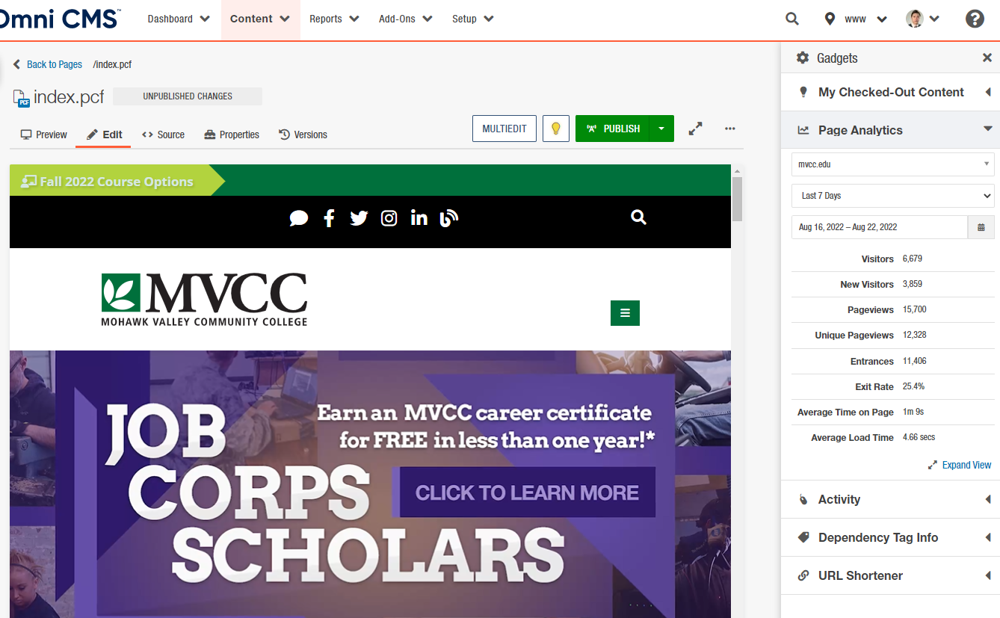 Omni CMS™
Dashboard
Content
Reports
Add-Ons
Setup
www
?
Back to Pages
/index.pcf
PCF
index.pcf
UNPUBLISHED CHANGES
Preview
Edit
Source
Properties
Versions
MULTIEDIT
PUBLISH
Fall 2022 Course Options
MVCC
MOHAWK VALLEY COMMUNITY COLLEGE
JOB
CORPS
SCHOLARS
Earn an MVCC career certificate
for FREE in less than one year!*
CLICK TO LEARN MORE
Gadgets
My Checked-Out Content
Page Analytics
mvcc.edu
Last 7 Days
Aug 16, 2022 – Aug 22, 2022
Visitors 6,679
New Visitors 3,859
Pageviews 15,700
Unique Pageviews 12,328
Entrances 11,406
Exit Rate 25.4%
Average Time on Page 1m 9s
Average Load Time 4.66 secs
Expand View
Activity
Dependency Tag Info
URL Shortener